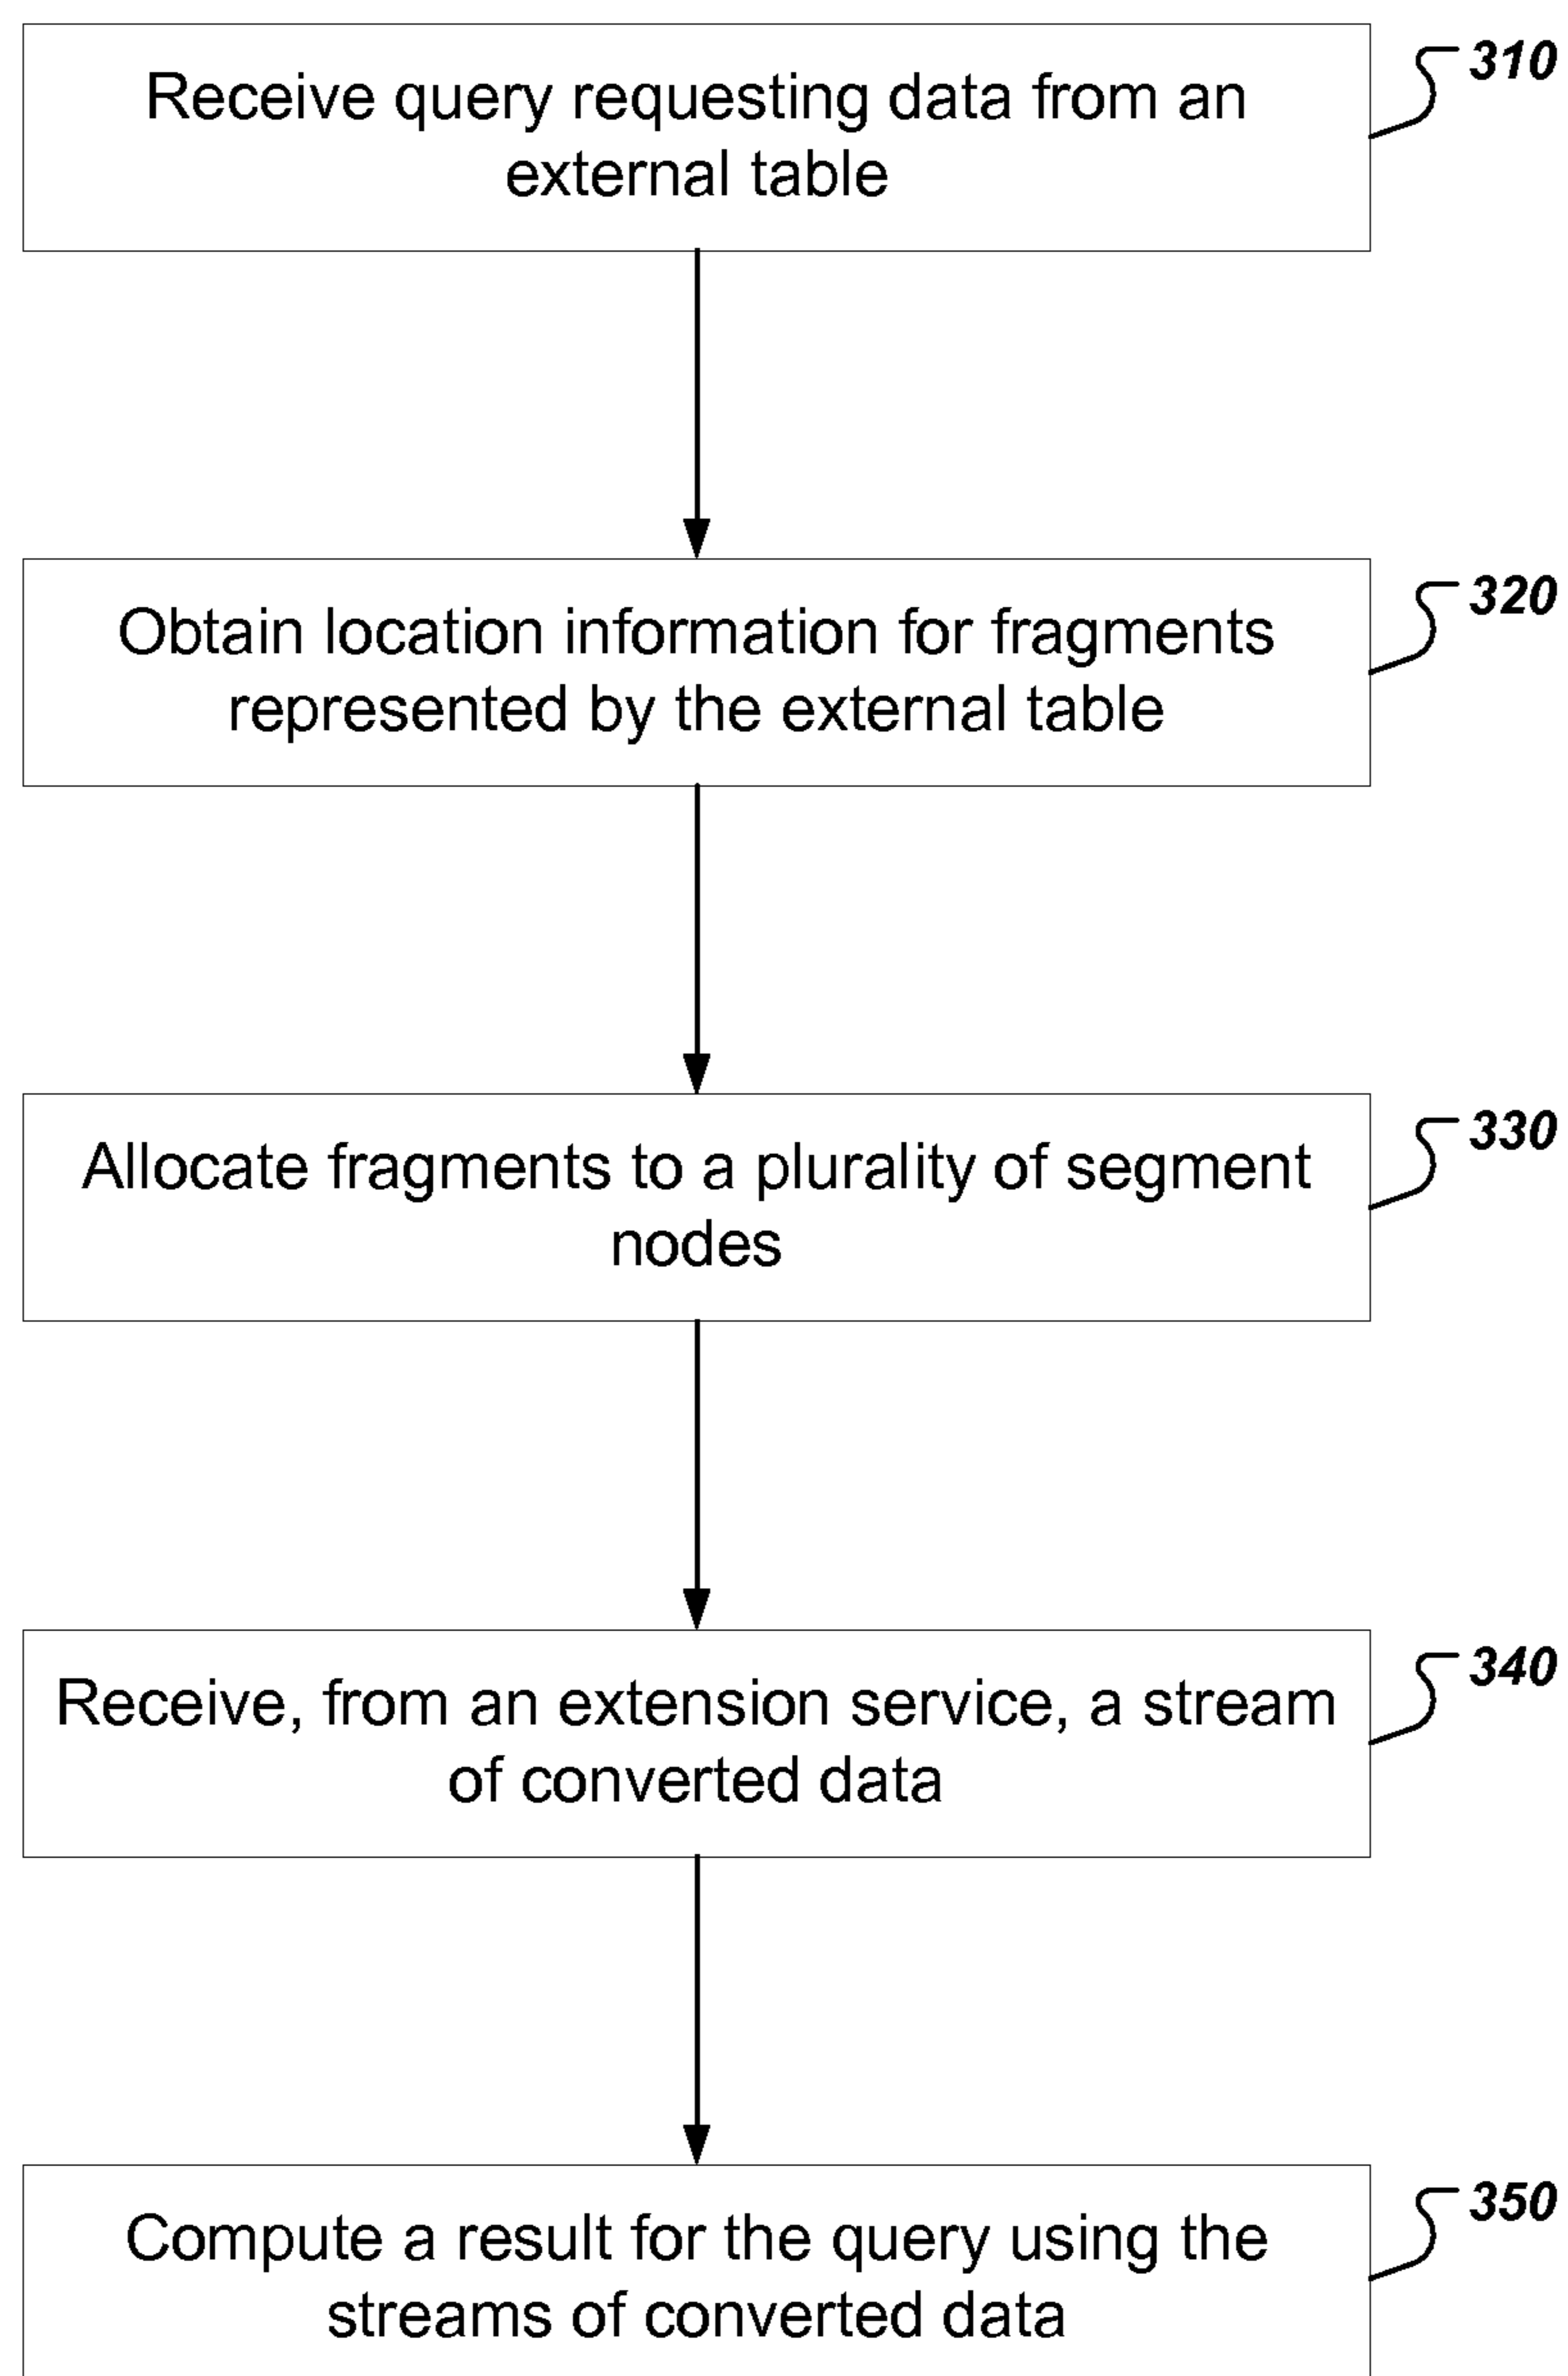 Receive query requesting data from an
external table
310
Obtain location information for fragments
represented by the external table
320
Allocate fragments to a plurality of segment
nodes
330
Receive, from an extension service, a stream
of converted data
340
Compute a result for the query using the
streams of converted data
350